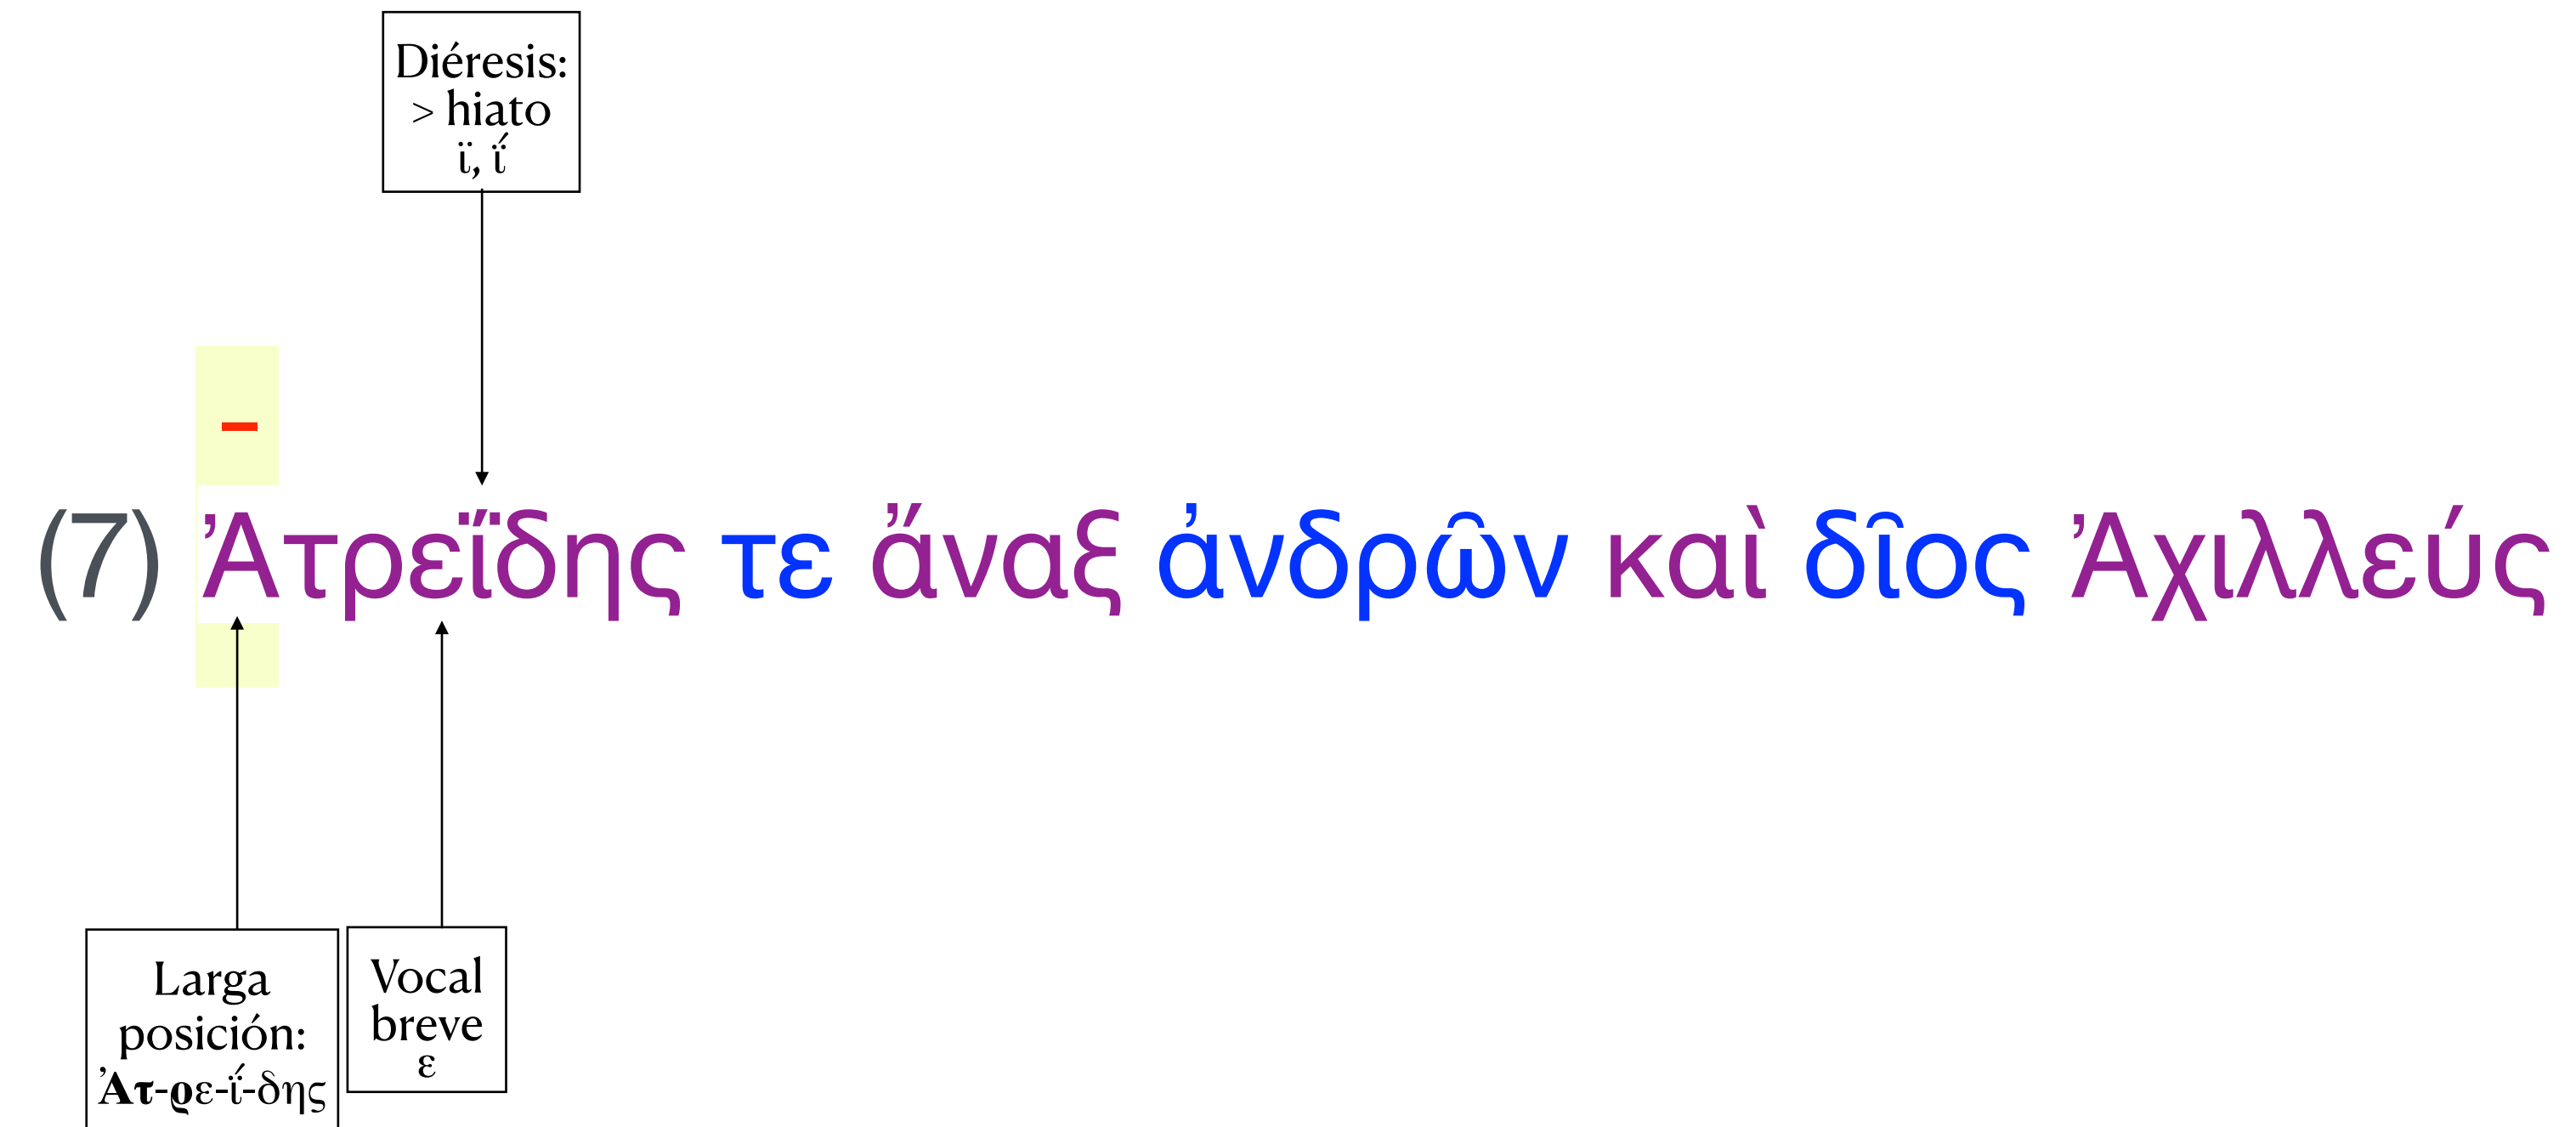 Diéresis:
> hiato
ϊ, ΐ
–
(7) Ἀτρεΐδης τε ἄναξ ἀνδρῶν καὶ δῖος Ἀχιλλεύς
Larga
posición:
Ἀτ-ρε-ΐ-δης
Vocal
breve
ε